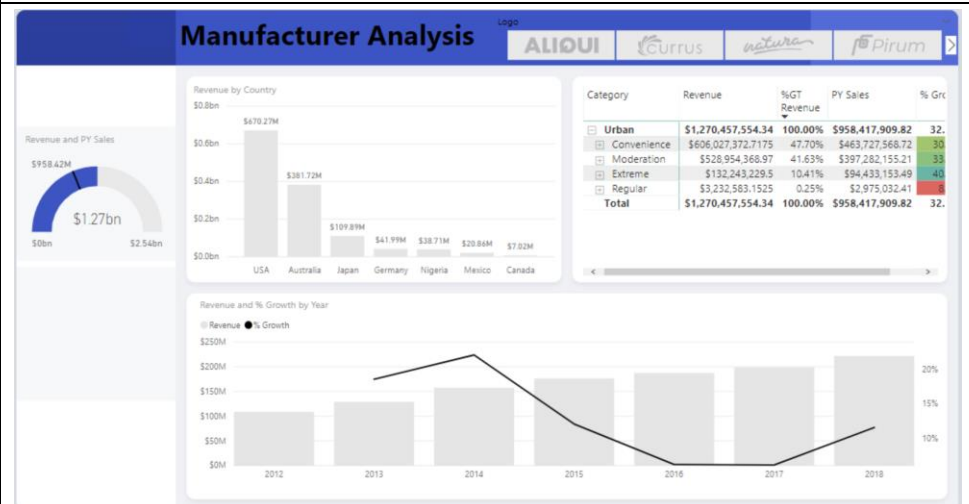 Manufacturer Analysis
Logo
ALIQUI
Currus
natura
Pirum
Revenue and PY Sales
$958.42M
$1.27bn
$0bn
$2.54bn
Revenue by Country
$0.8bn
$0.6bn
$0.4bn
$0.2bn
$0.0bn
$670.27M
$381.72M
$109.89M
$41.99M
$38.71M
$20.86M
$7.02M
USA Australia Japan Germany Nigeria Mexico Canada
Category Revenue %GT Revenue PY Sales % Grc
Urban $1,270,457,554.34 100.00% $958,417,909.82 32.
Convenience $606,027,372.7175 47.70% $463,727,568.72 30
Moderation $528,954,368.97 41.63% $397,282,155.21 33
Extreme $132,243,229.5 10.41% $94,433,153.49 40
Regular $3,232,583.1525 0.25% $2,975,032.41 8
Total $1,270,457,554.34 100.00% $958,417,909.82 32.
Revenue and % Growth by Year
Revenue % Growth
$250M
$200M
$150M
$100M
$50M
$0M
20%
15%
10%
2012 2013 2014 2015 2016 2017 2018